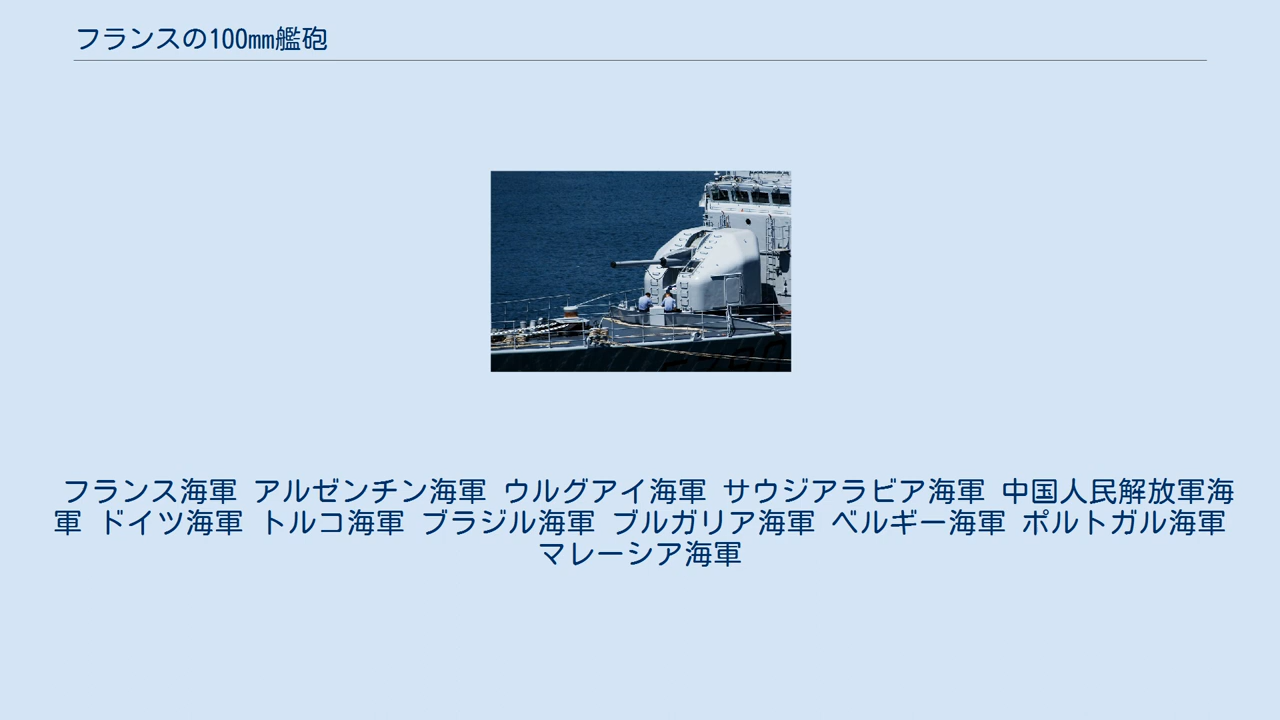 フランスの100㎜艦砲
フランス海軍 アルゼンチン海軍 ウルグアイ海軍 サウジアラビア海軍 中国人民解放軍海
軍 ドイツ海軍 トルコ海軍 ブラジル海軍 ブルガリア海軍 ベルギー海軍 ポルトガル海軍
マレーシア海軍